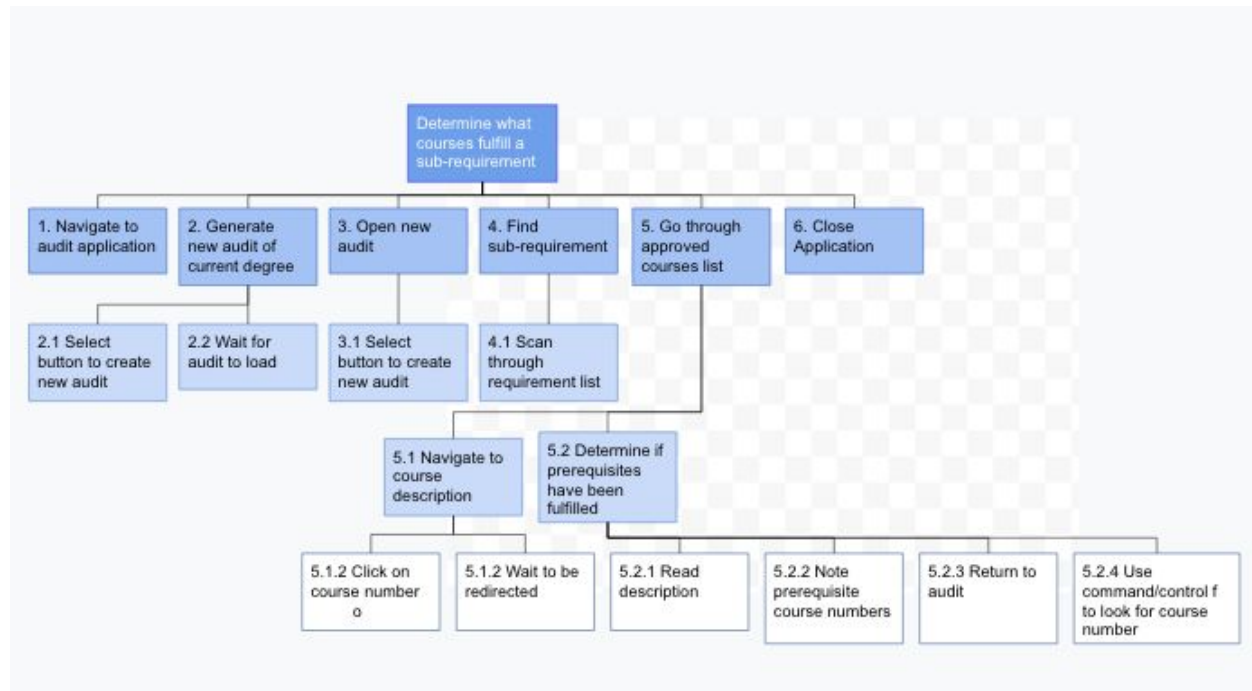 Determine what
courses fulfill a
sub-requirement
1. Navigate to
audit application
2. Generate
new audit of
current degree
3. Open new
audit
4. Find
sub-requirement
5. Go through
approved
courses list
6. Close
Application
2.1 Select
button to create
new audit
2.2 Wait for
audit to load
3.1 Select
button to create
new audit
4.1 Scan
through
requirement list
5.1 Navigate to
course
description
5.2 Determine if
prerequisites
have been
fulfilled
5.1.2 Click on
course number
o
5.1.2 Wait to be
redirected
5.2.1 Read
description
5.2.2 Note
prerequisite
course numbers
5.2.3 Return to
audit
5.2.4 Use
command/control f
to look for course
number